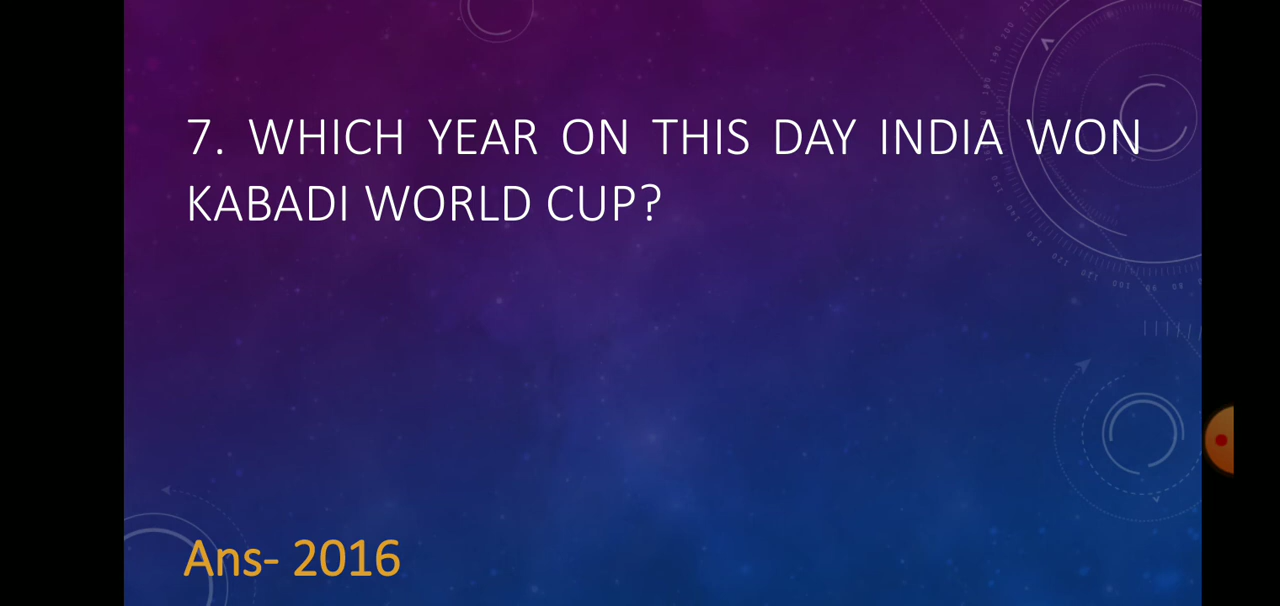 7. WHICH YEAR ON THIS DAY INDIA WON
KABADI WORLD CUP?
Ans- 2016